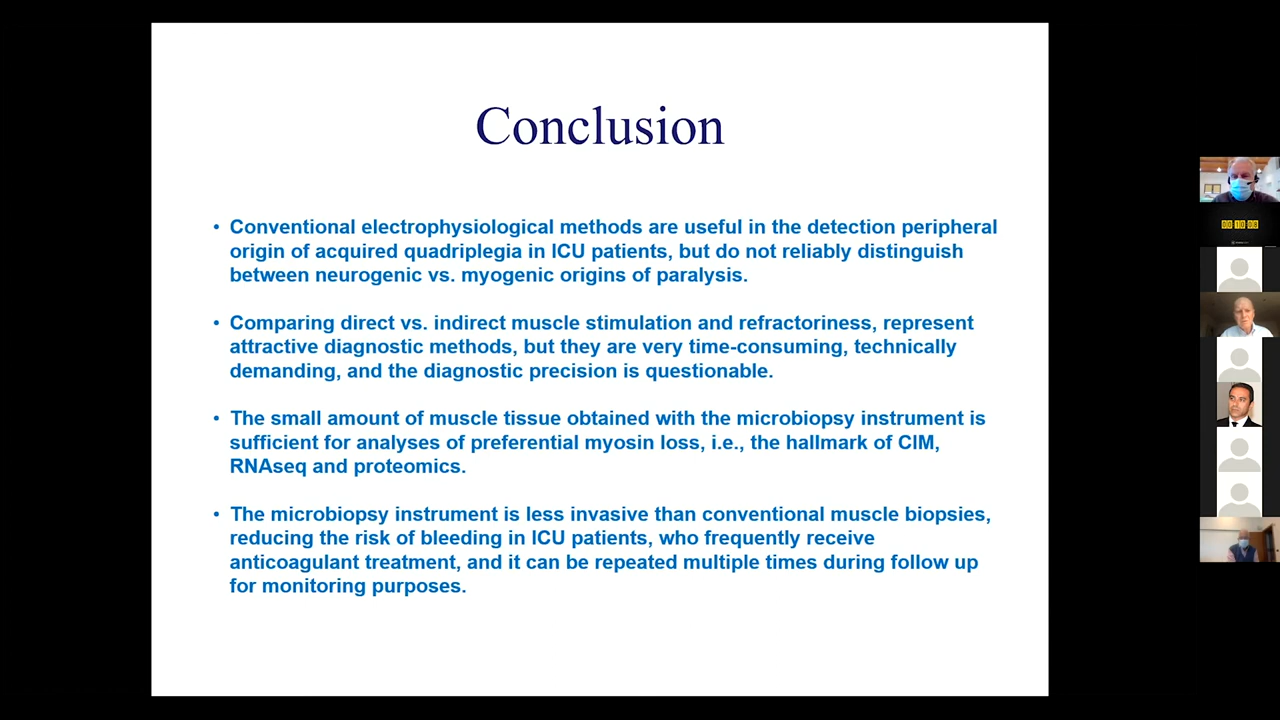 Conclusion
• Conventional electrophysiological methods are useful in the detection peripheral
origin of acquired quadriplegia in ICU patients, but do not reliably distinguish
between neurogenic vs. myogenic origins of paralysis.
• Comparing direct vs. indirect muscle stimulation and refractoriness, represent
attractive diagnostic methods, but they are very time-consuming, technically
demanding, and the diagnostic precision is questionable.
• The small amount of muscle tissue obtained with the microbiopsy instrument is
sufficient for analyses of preferential myosin loss, i.e., the hallmark of CIM,
RNAseq and proteomics.
• The microbiopsy instrument is less invasive than conventional muscle biopsies,
reducing the risk of bleeding in ICU patients, who frequently receive
anticoagulant treatment, and it can be repeated multiple times during follow up
for monitoring purposes.